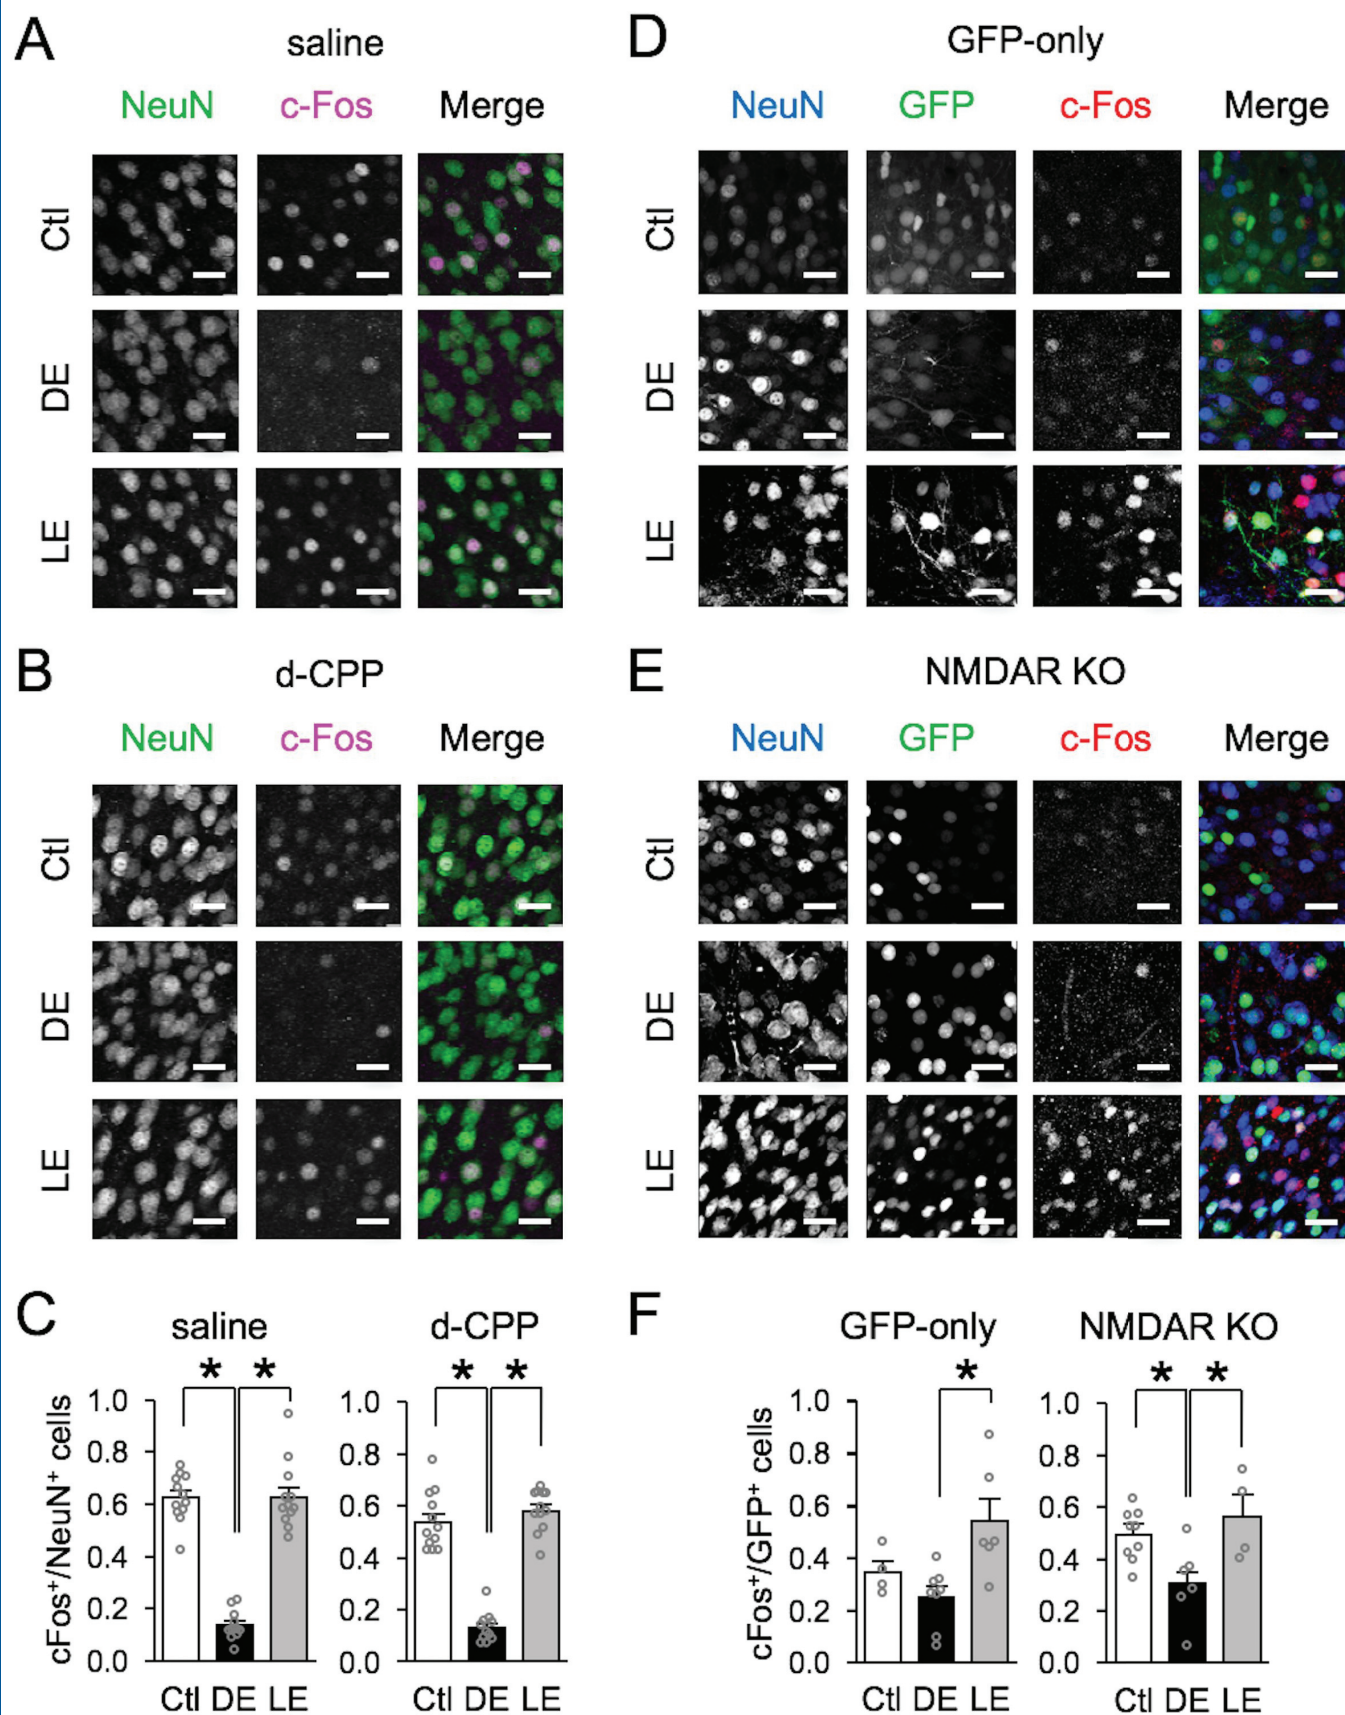 A
saline
NeuN c-Fos Merge
Ctl
DE
LE
B
d-CPP
NeuN c-Fos Merge
Ctl
DE
LE
C
saline d-CPP
* * * *
cFos⁺/NeuN⁺ cells
1.0
0.8
0.6
0.4
0.2
0.0
Ctl DE LE
1.0
0.8
0.6
0.4
0.2
0.0
Ctl DE LE
D
GFP-only
NeuN GFP c-Fos Merge
Ctl
DE
LE
E
NMDAR KO
NeuN GFP c-Fos Merge
Ctl
DE
LE
F
GFP-only NMDAR KO
* * *
cFos⁺/GFP⁺ cells
1.0
0.8
0.6
0.4
0.2
0.0
Ctl DE LE
1.0
0.8
0.6
0.4
0.2
0.0
Ctl DE LE